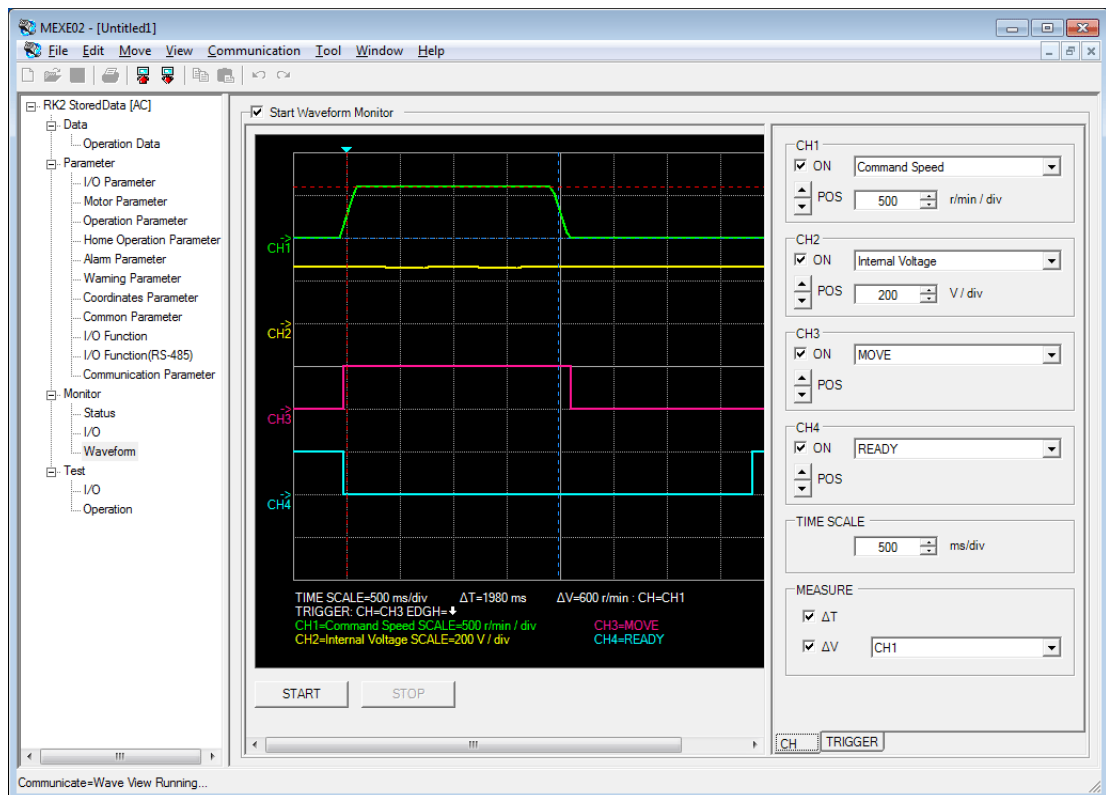 MEXE02 - [Untitled1]
File Edit Move View Communication Tool Window Help
RK2 StoredData [AC]
Data
Operation Data
Parameter
I/O Parameter
Motor Parameter
Operation Parameter
Home Operation Parameter
Alarm Parameter
Warning Parameter
Coordinates Parameter
Common Parameter
I/O Function
I/O Function(RS-485)
Communication Parameter
Monitor
Status
I/O
Waveform
Test
I/O
Operation
Start Waveform Monitor
->
CH1
->
CH2
->
CH3
->
CH4
TIME SCALE=500 ms/div ΔT=1980 ms ΔV=600 r/min : CH=CH1
TRIGGER: CH=CH3 EDGH=🡇
CH1=Command Speed SCALE=500 r/min / div CH3=MOVE
CH2=Internal Voltage SCALE=200 V / div CH4=READY
START STOP
CH1
ON Command Speed
POS 500 r/min / div
CH2
ON Internal Voltage
POS 200 V / div
CH3
ON MOVE
POS
CH4
ON READY
POS
TIME SCALE
500 ms/div
MEASURE
ΔT
ΔV CH1
CH TRIGGER
Communicate=Wave View Running...